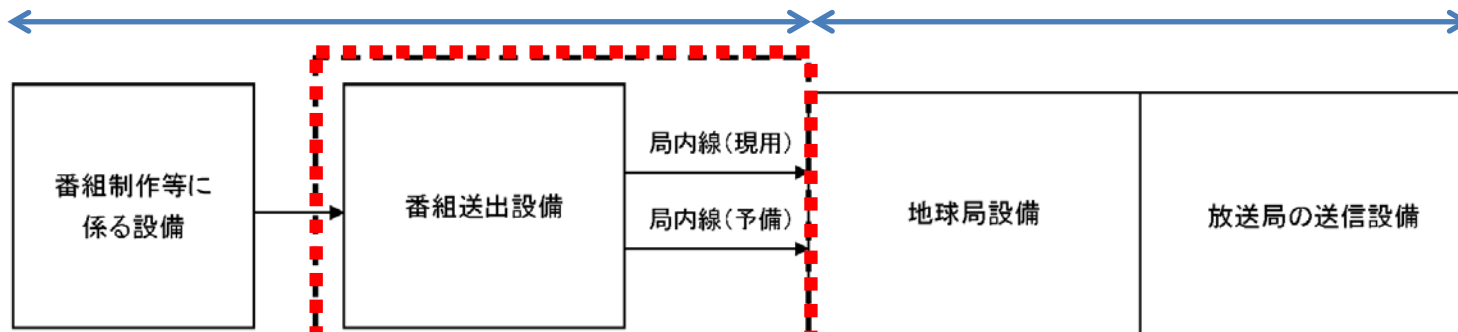 番組制作等に
係る設備
番組送出設備
局内線(現用)
局内線(予備)
地球局設備
放送局の送信設備